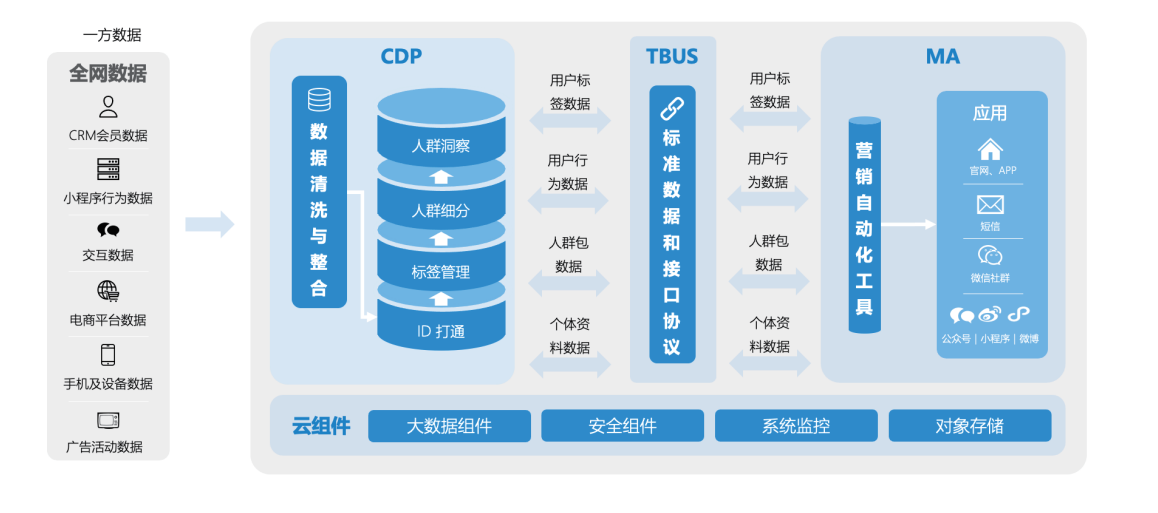 一方数据
全网数据
CRM会员数据
小程序行为数据
交互数据
电商平台数据
手机及设备数据
广告活动数据
CDP
数据清洗与整合
人群洞察
人群细分
标签管理
ID 打通
用户标
签数据
用户行
为数据
人群包
数据
个体资
料数据
TBUS
标准数据和接口协议
用户标
签数据
用户行
为数据
人群包
数据
个体资
料数据
MA
营销自动化工具
应用
官网、APP
短信
微信社群
公众号 | 小程序 | 微博
云组件
大数据组件
安全组件
系统监控
对象存储